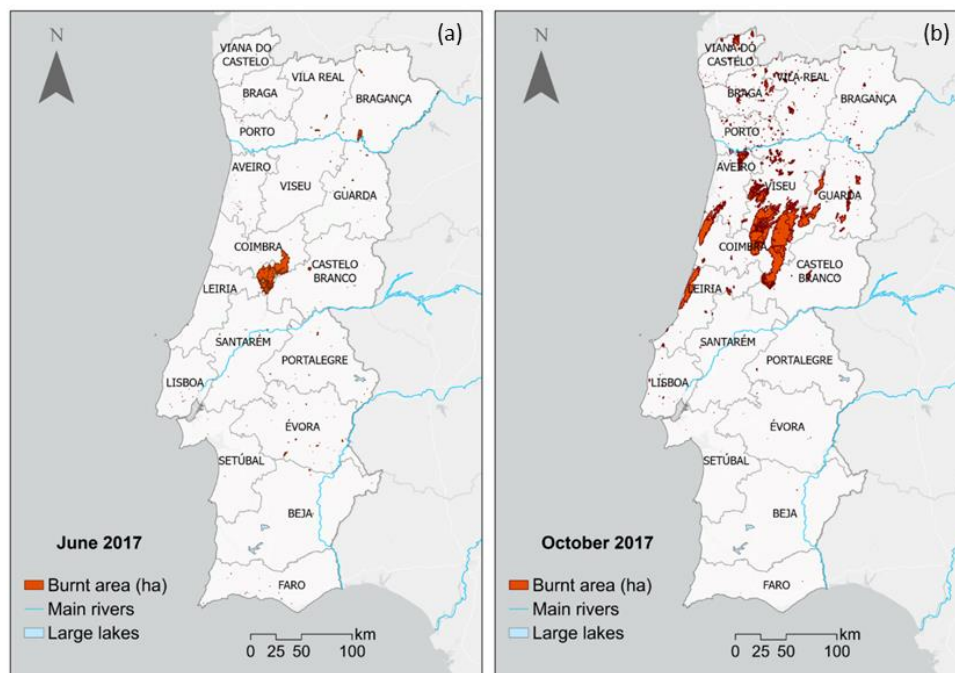 (a)
N
VIANA DO
CASTELO
VILA REAL
BRAGA
BRAGANÇA
PORTO
AVEIRO
VISEU
GUARDA
COIMBRA
CASTELO
BRANCO
LEIRIA
SANTARÉM
PORTALEGRE
LISBOA
ÉVORA
SETÚBAL
BEJA
June 2017
Burnt area (ha)
FARO
Main rivers
Large lakes
km
0 25 50 100
(b)
N
VIANA DO
CASTELO
VILA REAL
BRAGA
BRAGANÇA
PORTO
AVEIRO
VISEU
GUARDA
COIMBRA
CASTELO
BRANCO
LEIRIA
SANTARÉM
PORTALEGRE
LISBOA
ÉVORA
SETÚBAL
BEJA
October 2017
Burnt area (ha)
FARO
Main rivers
Large lakes
km
0 25 50 100